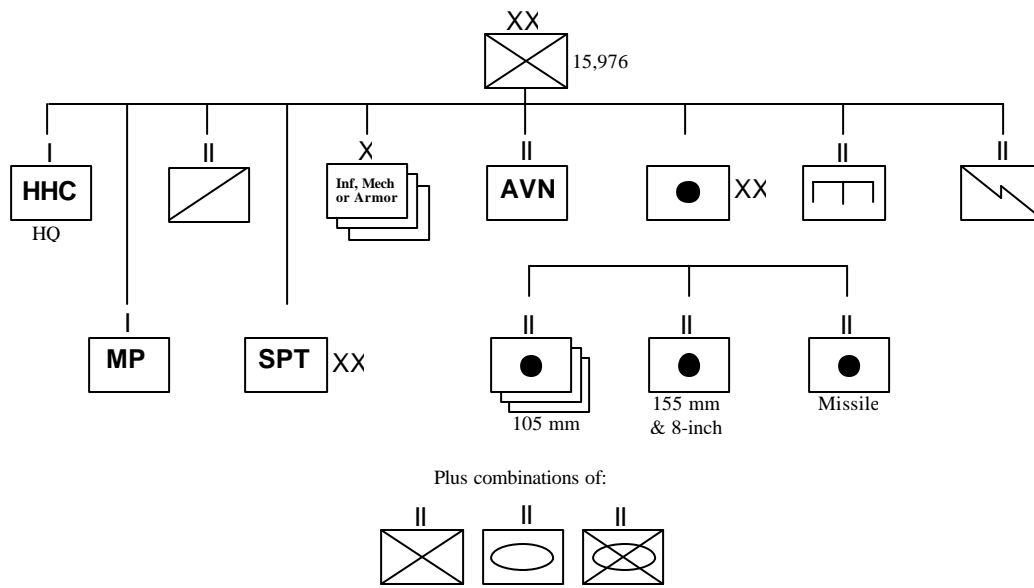 XX
15,976
I
HHC
HQ
II
X
Inf, Mech
or Armor
II
AVN
XX
II
II
I
MP
SPT
XX
II
105 mm
II
155 mm
& 8-inch
II
Missile
Plus combinations of:
II
II
II